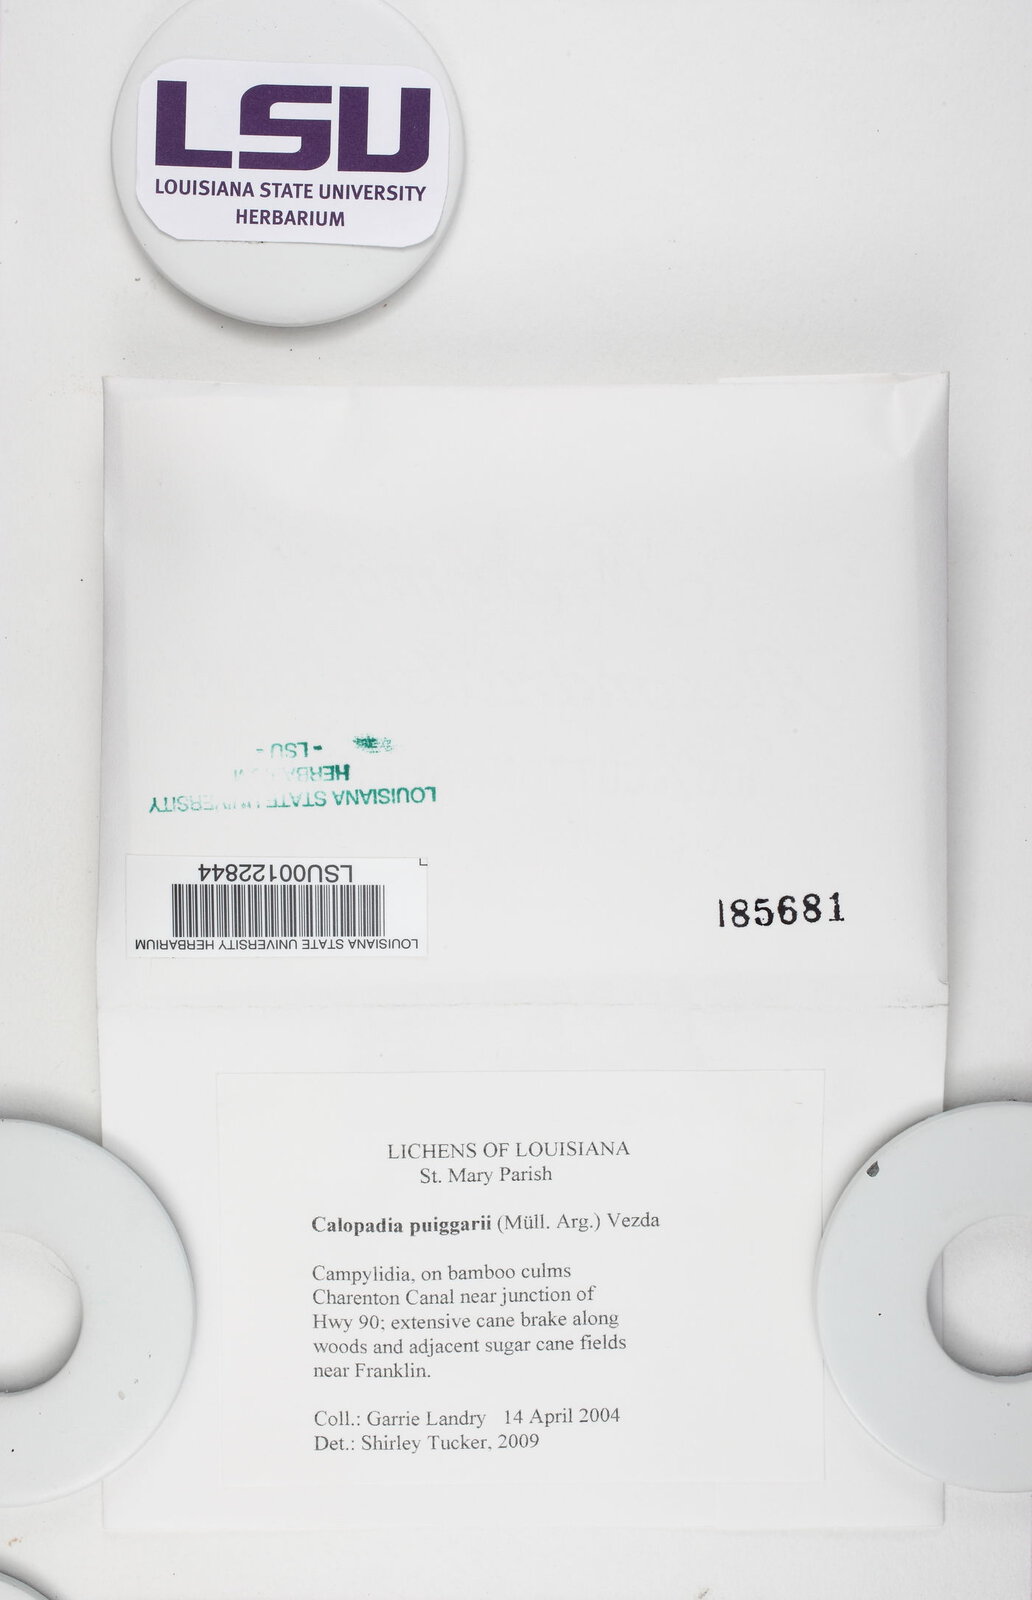 LSU
LOUISIANA STATE UNIVERSITY
HERBARIUM
LOUISIANA STATE UNIVERSITY
HERBARIUM
- LSU -
LSU00122844
LOUISIANA STATE UNIVERSITY HERBARIUM
185681
LICHENS OF LOUISIANA
St. Mary Parish
Calopadia puiggarii (Müll. Arg.) Vezda
Campylidia, on bamboo culms
Charenton Canal near junction of
Hwy 90; extensive cane brake along
woods and adjacent sugar cane fields
near Franklin.
Coll.: Garrie Landry 14 April 2004
Det.: Shirley Tucker, 2009